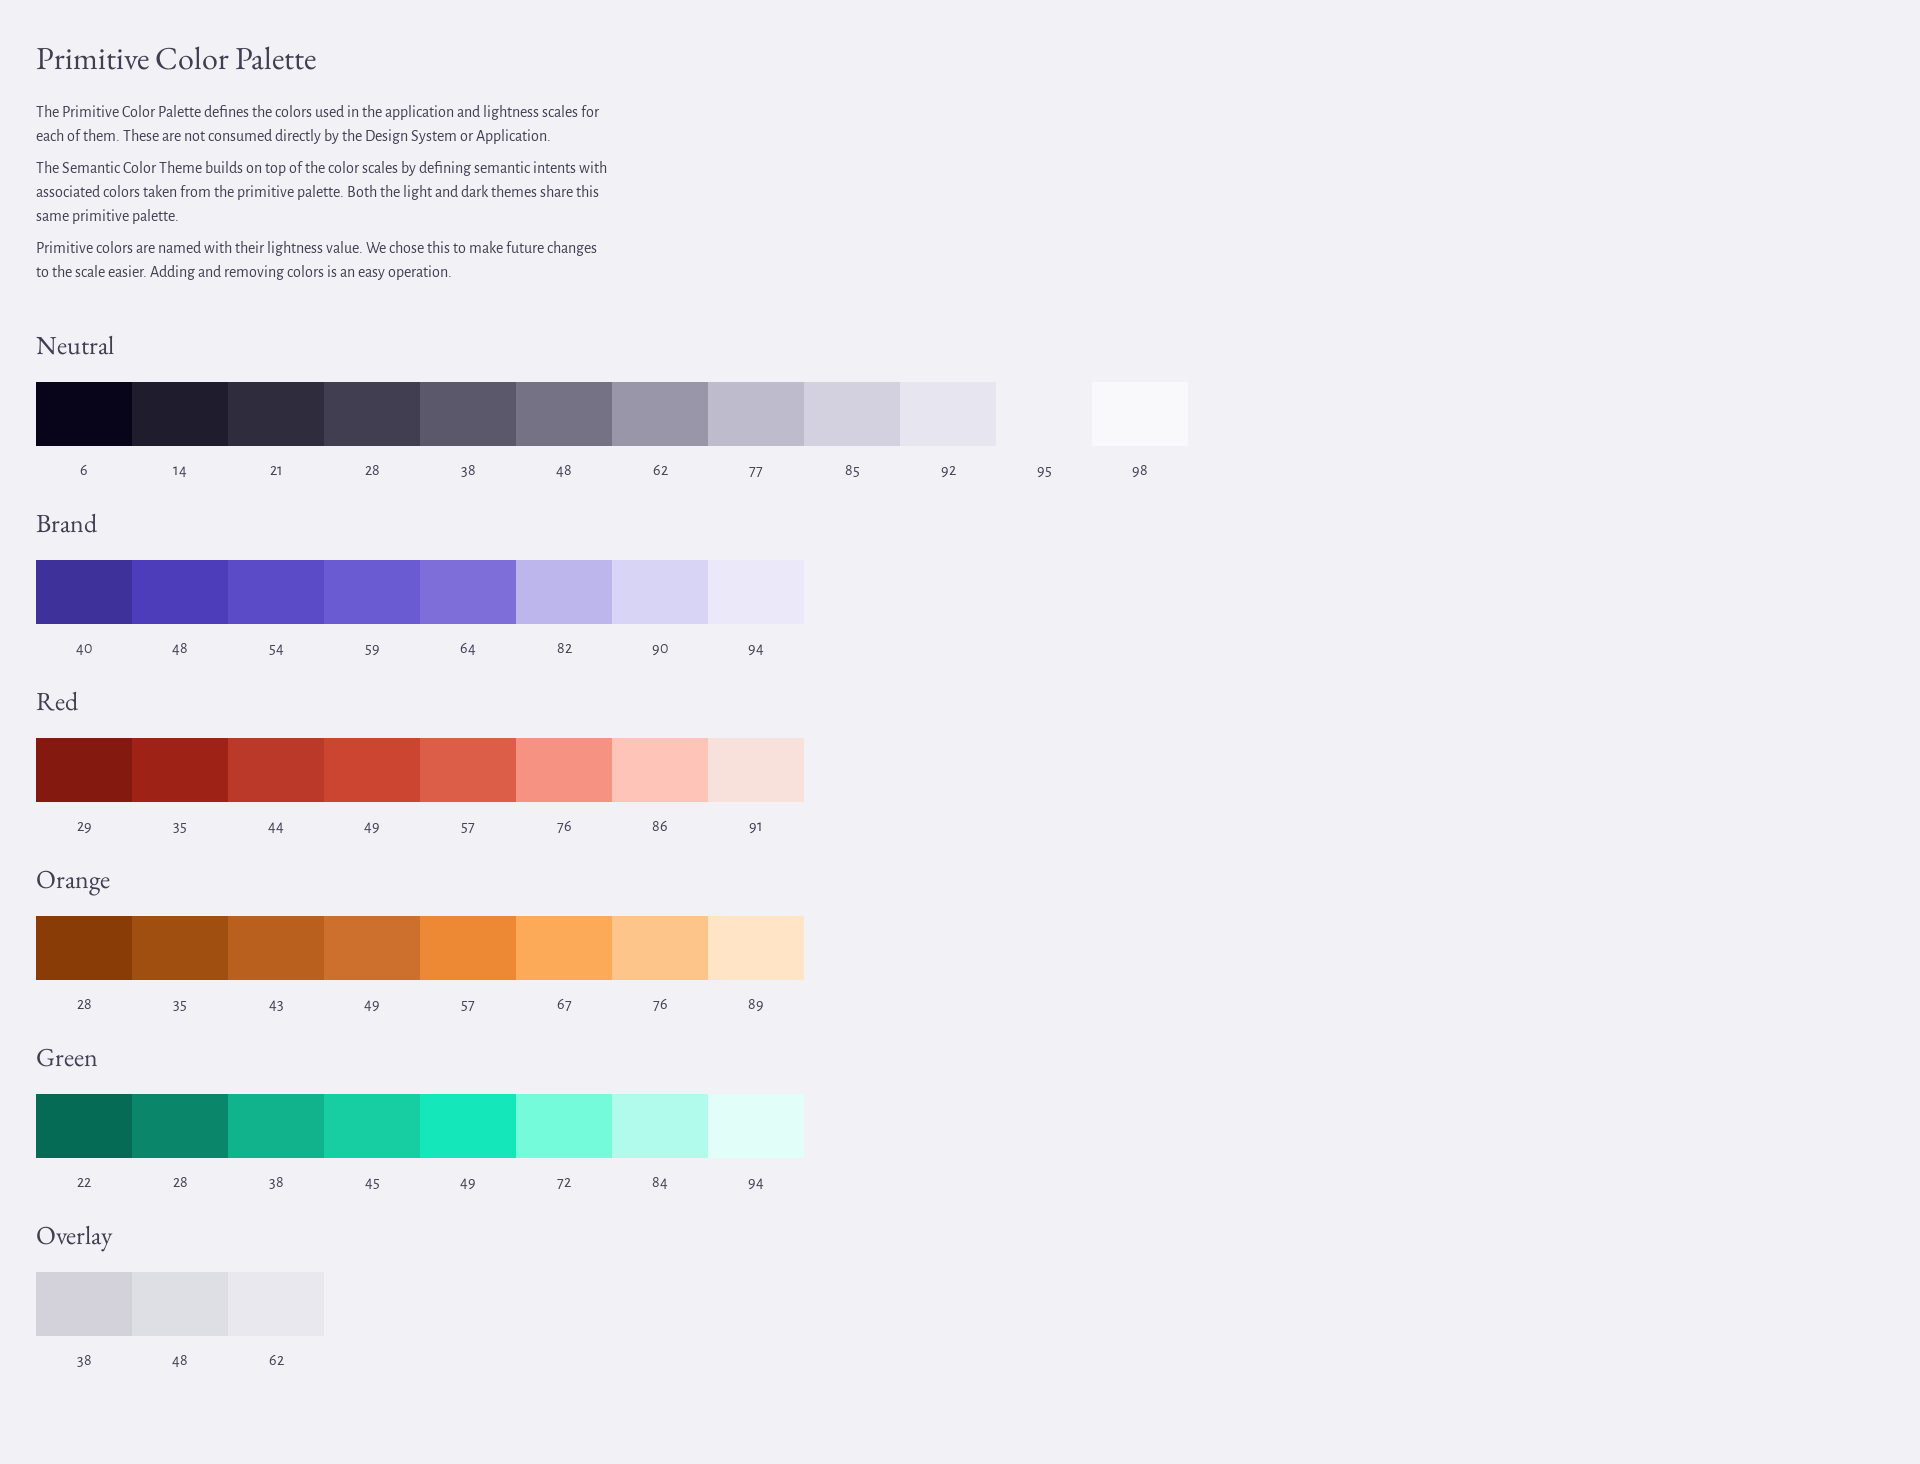 Primitive Color Palette
The Primitive Color Palette defines the colors used in the application and lightness scales for
each of them. These are not consumed directly by the Design System or Application.
The Semantic Color Theme builds on top of the color scales by defining semantic intents with
associated colors taken from the primitive palette. Both the light and dark themes share this
same primitive palette.
Primitive colors are named with their lightness value. We chose this to make future changes
to the scale easier. Adding and removing colors is an easy operation.
Neutral
6 14 21 28 38 48 62 77 85 92 95 98
Brand
40 48 54 59 64 82 90 94
Red
29 35 44 49 57 76 86 91
Orange
28 35 43 49 57 67 76 89
Green
22 28 38 45 49 72 84 94
Overlay
38 48 62